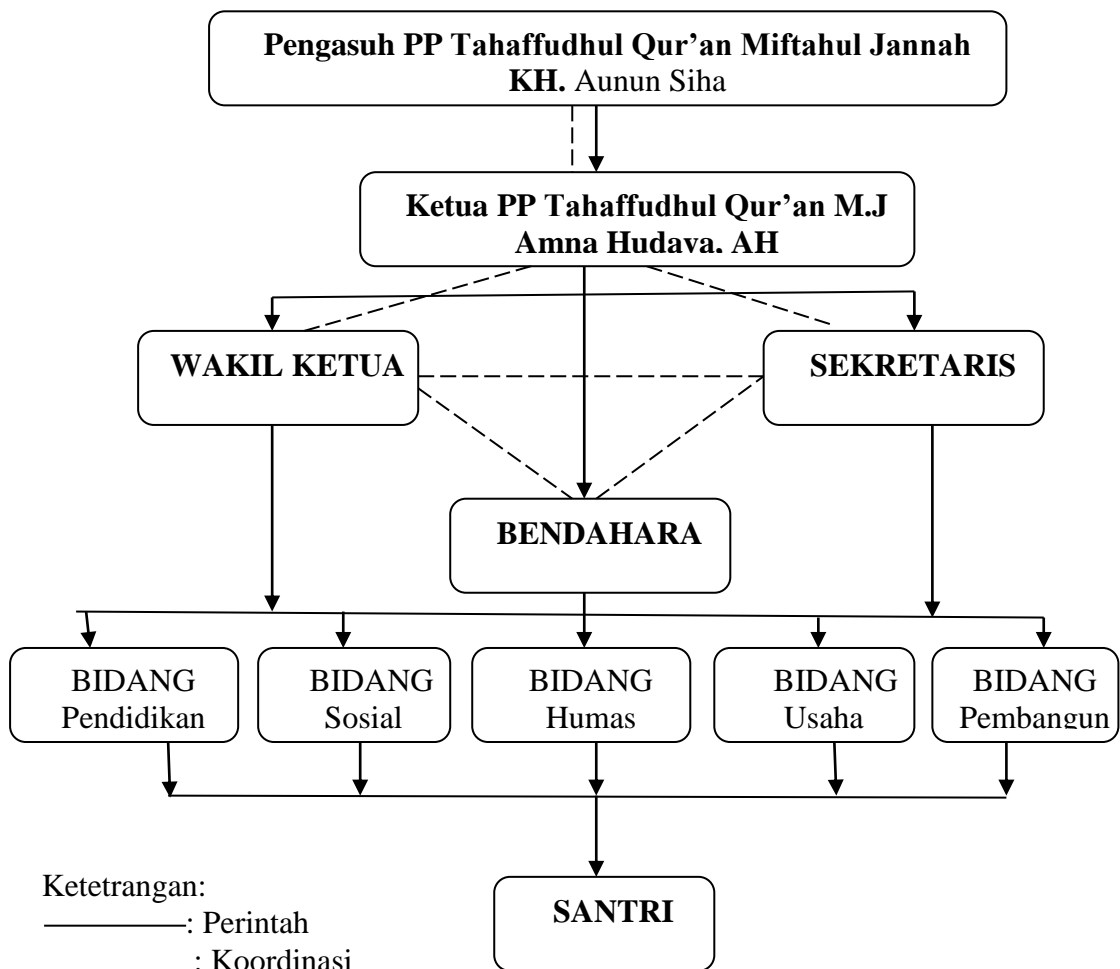 Pengasuh PP Tahaffudhul Qur’an Miftahul Jannah
KH. Aunun Siha
Ketua PP Tahaffudhul Qur’an M.J
Amna Hudaya, AH
WAKIL KETUA
SEKRETARIS
BENDAHARA
BIDANG
Pendidikan
BIDANG
Sosial
BIDANG
Humas
BIDANG
Usaha
BIDANG
Pembangun
SANTRI
Ketetrangan:
: Perintah
: Koordinasi